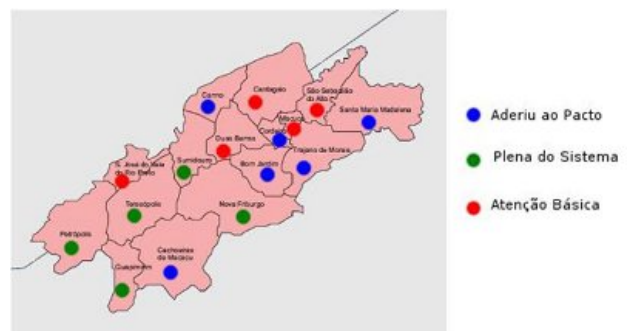 Carmo
Cantagalo
São Sebastião
do Alto
Santa Maria Madalena
Macuco
Cordeiro
Duas Barras
Trajano de Morais
Sumidouro
Bom Jardim
S. José do Vale
do Rio Preto
Teresópolis
Nova Friburgo
Petrópolis
Cachoeiras
de Macacu
Guapimirim
Aderiu ao Pacto
Plena do Sistema
Atenção Básica